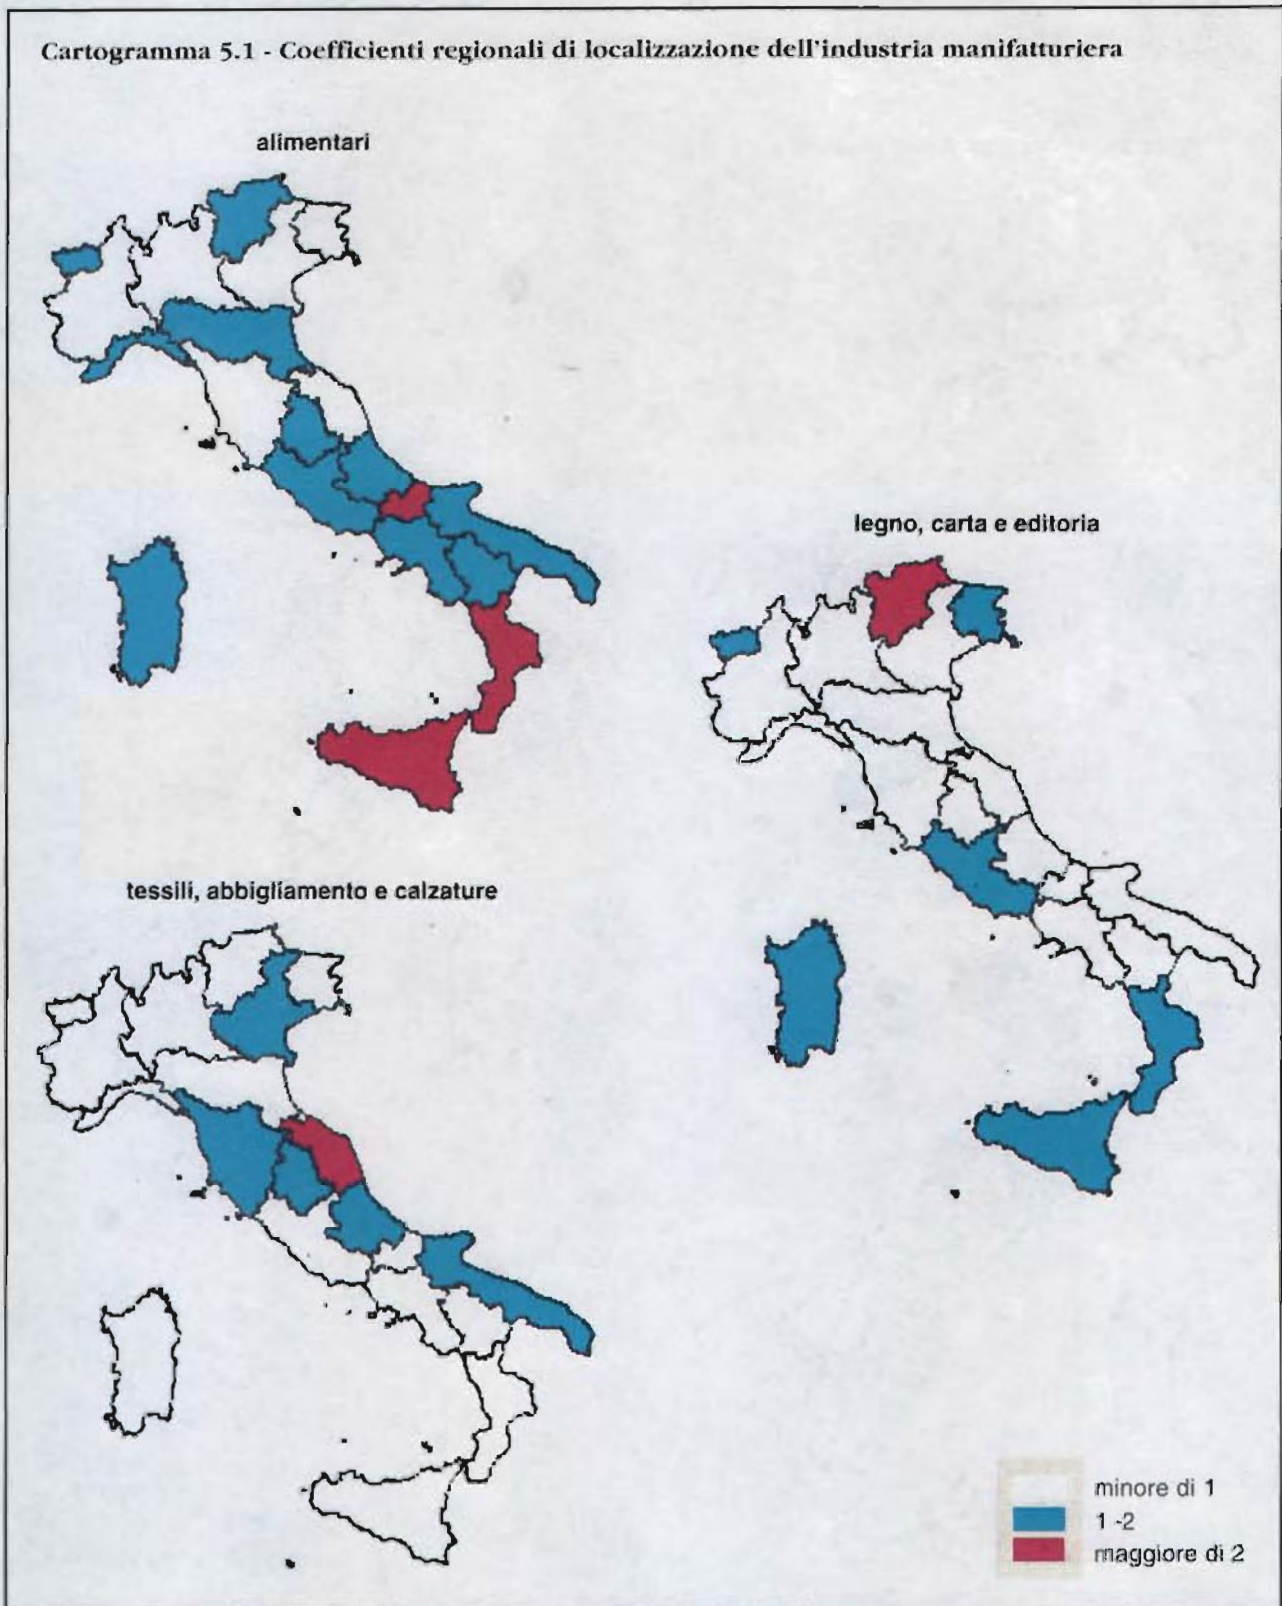 Cartogramma 5.1 - Coefficienti regionali di localizzazione dell'industria manifatturiera
alimentari
legno, carta e editoria
tessili, abbigliamento e calzature
minore di 1
1 -2
maggiore di 2